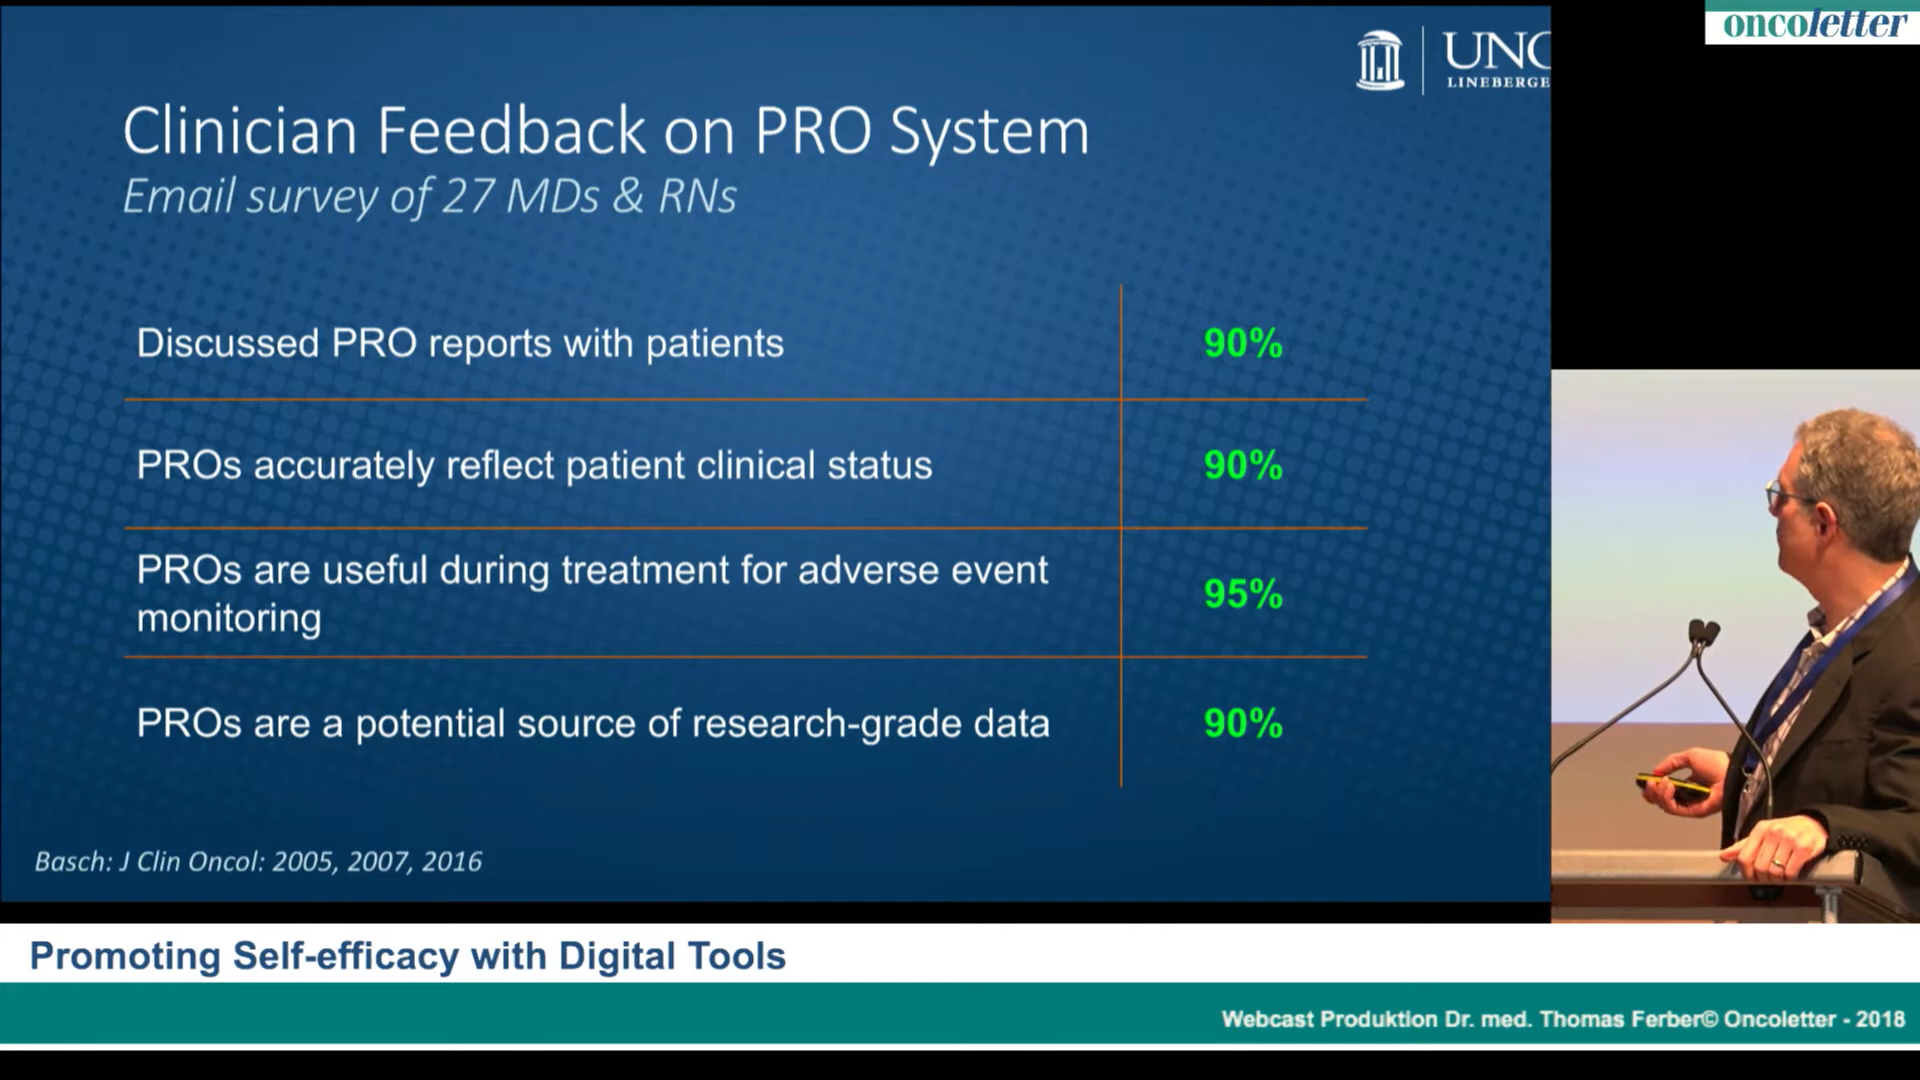 oncoletter
UNC
LINEBERGE
Clinician Feedback on PRO System
Email survey of 27 MDs & RNs
Discussed PRO reports with patients 90%
PROs accurately reflect patient clinical status 90%
PROs are useful during treatment for adverse event
monitoring 95%
PROs are a potential source of research-grade data 90%
Basch: J Clin Oncol: 2005, 2007, 2016
Promoting Self-efficacy with Digital Tools
Webcast Produktion Dr. med. Thomas Ferber© Oncoletter - 2018